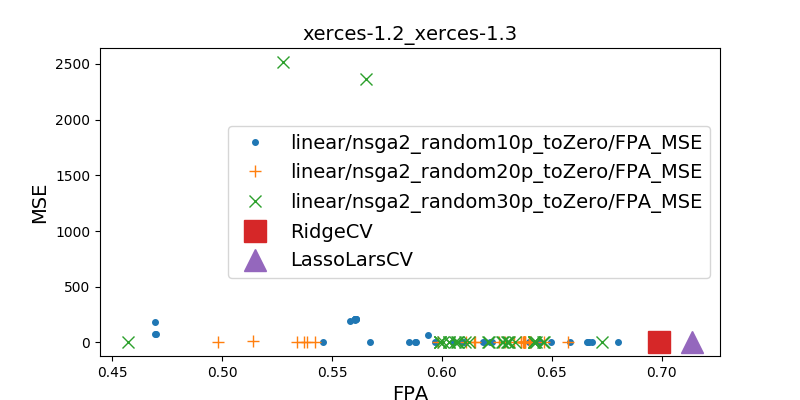 xerces-1.2_xerces-1.3
MSE
2500
2000
1500
1000
500
0
linear/nsga2_random10p_toZero/FPA_MSE
linear/nsga2_random20p_toZero/FPA_MSE
linear/nsga2_random30p_toZero/FPA_MSE
RidgeCV
LassoLarsCV
0.45 0.50 0.55 0.60 0.65 0.70
FPA